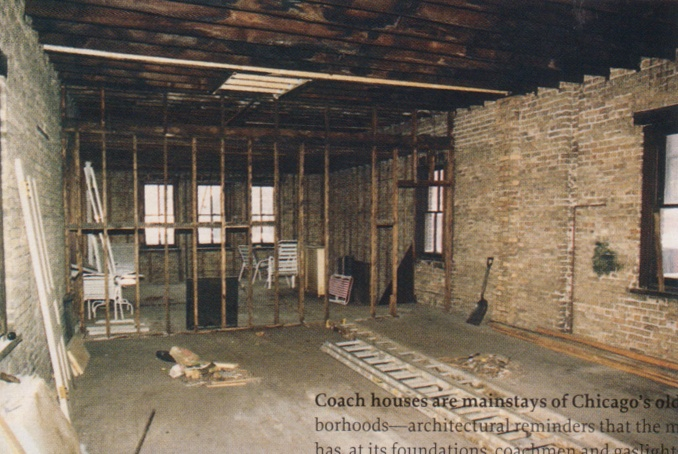 Coach houses are mainstays of Chicago's old
borhoods—architectural reminders that the m
has, at its foundations, coachmen and gaslight